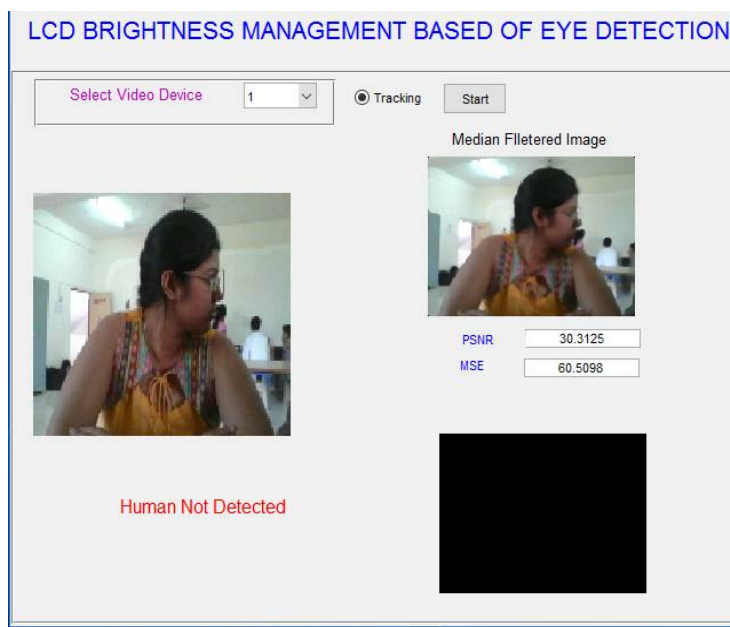 LCD BRIGHTNESS MANAGEMENT BASED OF EYE DETECTION
Select Video Device
1
Tracking
Start
Median Flletered Image
PSNR
30.3125
MSE
60.5098
Human Not Detected